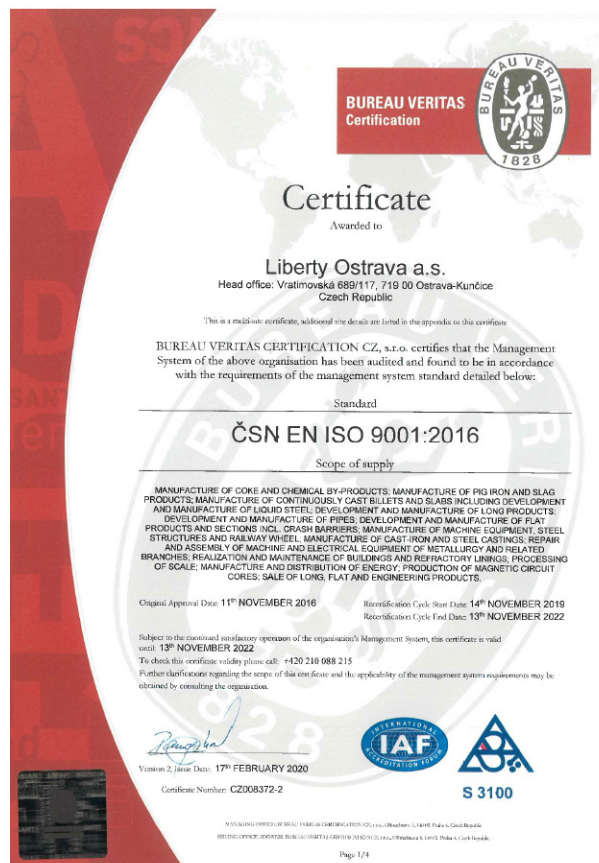 BUREAU VERITAS
Certification
BUREAU VERITAS
1828
Certificate
Awarded to
Liberty Ostrava a.s.
Head office: Vratimovská 689/117, 719 00 Ostrava-Kunčice
Czech Republic
This is a multi-site certificate, additional site details are listed in the appendix to this certificate
BUREAU VERITAS CERTIFICATION CZ, s.r.o. certifies that the Management
System of the above organisation has been audited and found to be in accordance
with the requirements of the management system standard detailed below:
Standard
ČSN EN ISO 9001:2016
Scope of supply
MANUFACTURE OF COKE AND CHEMICAL BY-PRODUCTS; MANUFACTURE OF PIG IRON AND SLAG
PRODUCTS; MANUFACTURE OF CONTINUOUSLY CAST BILLETS AND SLABS INCLUDING DEVELOPMENT
AND MANUFACTURE OF LIQUID STEEL; DEVELOPMENT AND MANUFACTURE OF LONG PRODUCTS;
DEVELOPMENT AND MANUFACTURE OF PIPES; DEVELOPMENT AND MANUFACTURE OF FLAT
PRODUCTS AND SECTIONS INCL. CRASH BARRIERS; MANUFACTURE OF MACHINE EQUIPMENT, STEEL
STRUCTURES AND RAILWAY WHEEL; MANUFACTURE OF CAST-IRON AND STEEL CASTINGS; REPAIR
AND ASSEMBLY OF MACHINE AND ELECTRICAL EQUIPMENT OF METALLURGY AND RELATED
BRANCHES; REALIZATION AND MAINTENANCE OF BUILDINGS AND REFRACTORY LININGS; PROCESSING
OF SCALE; MANUFACTURE AND DISTRIBUTION OF ENERGY; PRODUCTION OF MAGNETIC CIRCUIT
CORES; SALE OF LONG, FLAT AND ENGINEERING PRODUCTS.
Original Approval Date: 11th NOVEMBER 2016
Recertification Cycle Start Date: 14th NOVEMBER 2019
Recertification Cycle End Date: 13th NOVEMBER 2022
Subject to the continued satisfactory operation of the organisation's Management System, this certificate is valid
until: 13th NOVEMBER 2022
To check this certificate validity please call: +420 210 088 215
Further clarifications regarding the scope of this certificate and the applicability of the management system requirements may be
obtained by consulting the organisation.
INTERNATIONAL
IAF
ACCREDITATION FORUM
S 3100
Version 2, Issue Date: 17th FEBRUARY 2020
Certificate Number: CZ008372-2
Page 1/4